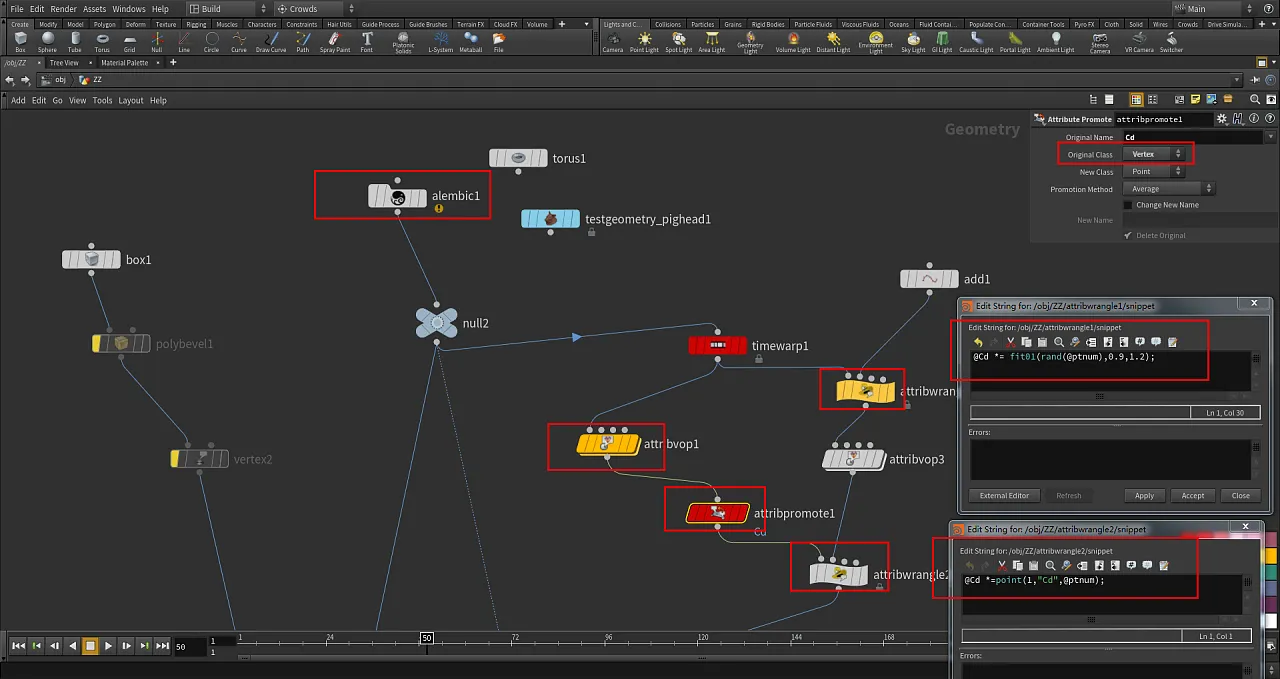 File Edit Render Assets Windows Help Build Crowds Main
Create Modify Model Polygon Deform Texture Rigging Muscles Characters Constraints Hair Utils Guide Process Guide Brushes Terrain FX Cloud FX Volume Lights and C... Collisions Particles Grains Rigid Bodies Particle Fluids Viscous Fluids Oceans Fluid Contai... Populate Con... Container Tools Pyro FX Cloth Solid Wires Crowds Drive Simula...
Box Sphere Tube Torus Grid Null Line Circle Curve Draw Curve Path Spray Paint Font Platonic Solids L-System Metaball File Camera Point Light Spot Light Area Light Geometry Light Volume Light Distant Light Environment Light Sky Light GI Light Caustic Light Portal Light Ambient Light Stereo Camera VR Camera Switcher
/obj/ZZ Tree View Material Palette
obj ZZ
Add Edit Go View Tools Layout Help
Geometry
Attribute Promote attribpromote1
Original Name Cd
Original Class Vertex
New Class Point
Promotion Method Average
Change New Name
New Name
Delete Original
torus1
alembic1
testgeometry_pighead1
box1
add1
null2
polybevel1
timewarp1
attribwran
attribvop1
vertex2
attribvop3
attribpromote1
Cd
attribwrangle2
Edit String for: /obj/ZZ/attribwrangle1/snippet
Edit String for: /obj/ZZ/attribwrangle1/snippet
@Cd *= fit01(rand(@ptnum),0.9,1.2);
Ln 1, Col 30
Errors:
External Editor Refresh Apply Accept Close
Edit String for: /obj/ZZ/attribwrangle2/snippet
Edit String for: /obj/ZZ/attribwrangle2/snippet
@Cd *=point(1,"Cd",@ptnum);
Ln 1, Col 1
Errors:
50 1 1 24 50 72 96 120 144 168
1